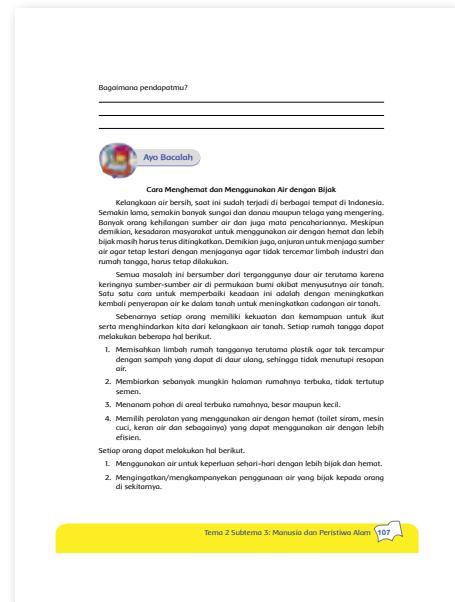 Bagaimana pendapatmu?
Ayo Bacalah
Cara Menghemat dan Menggunakan Air dengan Bijak
Kelangkaan air bersih, saat ini sudah terjadi di berbagai tempat di Indonesia.
Semakin lama, semakin banyak sungai dan danau maupun telaga yang mengering.
Banyak orang kehilangan sumber air dan juga mata pencahariannya. Meskipun
demikian, kesadaran masyarakat untuk menggunakan air dengan hemat dan lebih
bijak masih harus terus ditingkatkan. Demikian juga, anjuran untuk menjaga sumber
air agar tetap lestari dengan menjaganya agar tidak tercemar limbah industri dan
rumah tangga, harus tetap dilakukan.
Semua masalah ini bersumber dari terganggunya daur air terutama karena
keringnya sumber-sumber air di permukaan bumi akibat menyusutnya air tanah.
Satu satu cara untuk memperbaiki keadaan ini adalah dengan meningkatkan
kembali penyerapan air ke dalam tanah untuk meningkatkan cadangan air tanah.
Sebenarnya setiap orang memiliki kekuatan dan kemampuan untuk ikut
serta menghindarkan kita dari kelangkaan air tanah. Setiap rumah tangga dapat
melakukan beberapa hal berikut.
1. Memisahkan limbah rumah tangganya terutama plastik agar tak tercampur
dengan sampah yang dapat di daur ulang, sehingga tidak menutupi resapan
air.
2. Membiarkan sebanyak mungkin halaman rumahnya terbuka, tidak tertutup
semen.
3. Menanam pohon di areal terbuka rumahnya, besar maupun kecil.
4. Memilih peralatan yang menggunakan air dengan hemat (toilet siram, mesin
cuci, keran air dan sebagainya) yang dapat menggunakan air dengan lebih
efisien.
Setiap orang dapat melakukan hal berikut.
1. Menggunakan air untuk keperluan sehari-hari dengan lebih bijak dan hemat.
2. Mengingatkan/mengkampanyekan penggunaan air yang bijak kepada orang
di sekitarnya.
Tema 2 Subtema 3: Manusia dan Peristiwa Alam 107